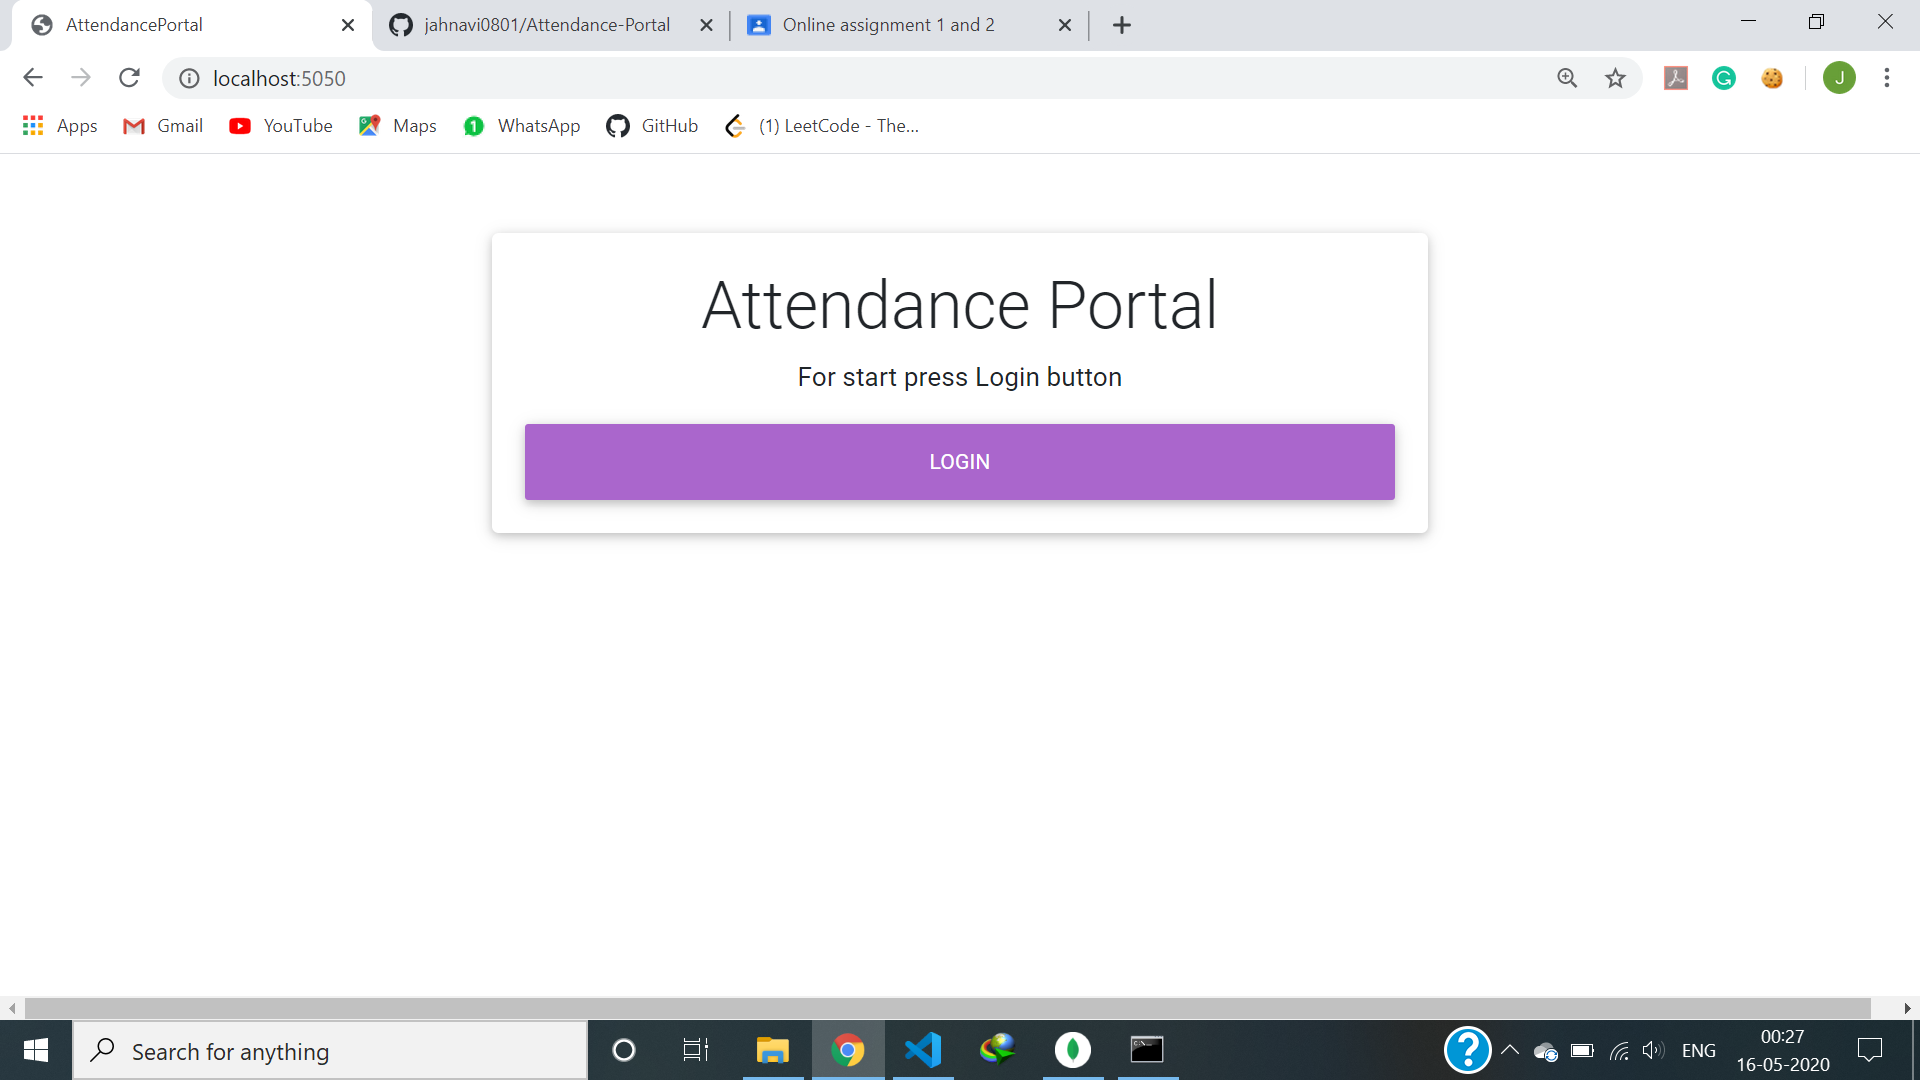 AttendancePortal
jahnavi0801/Attendance-Portal
Online assignment 1 and 2
localhost:5050
J
Apps
Gmail
YouTube
Maps
1
WhatsApp
GitHub
(1) LeetCode - The...
Attendance Portal
For start press Login button
LOGIN
Search for anything
ENG
00:27
16-05-2020